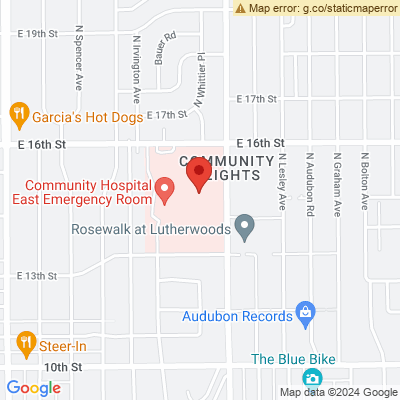 Map error: g.co/staticmaperror
E 19th St
Bauer Rd
N Spencer Ave
N Irvington Ave
N Whittier Pl
E 17th St
E 17th St
Garcia's Hot Dogs
E 16th St
E 16th St
COMMUNITY
EIGHTS
Community Hospital
East Emergency Room
N Lesley Ave
N Audubon Rd
N Graham Ave
N Bolton Ave
Rosewalk at Lutherwoods
E 13th St
Audubon Records
Steer-In
10th St
The Blue Bike
Google
Map data ©2024 Google